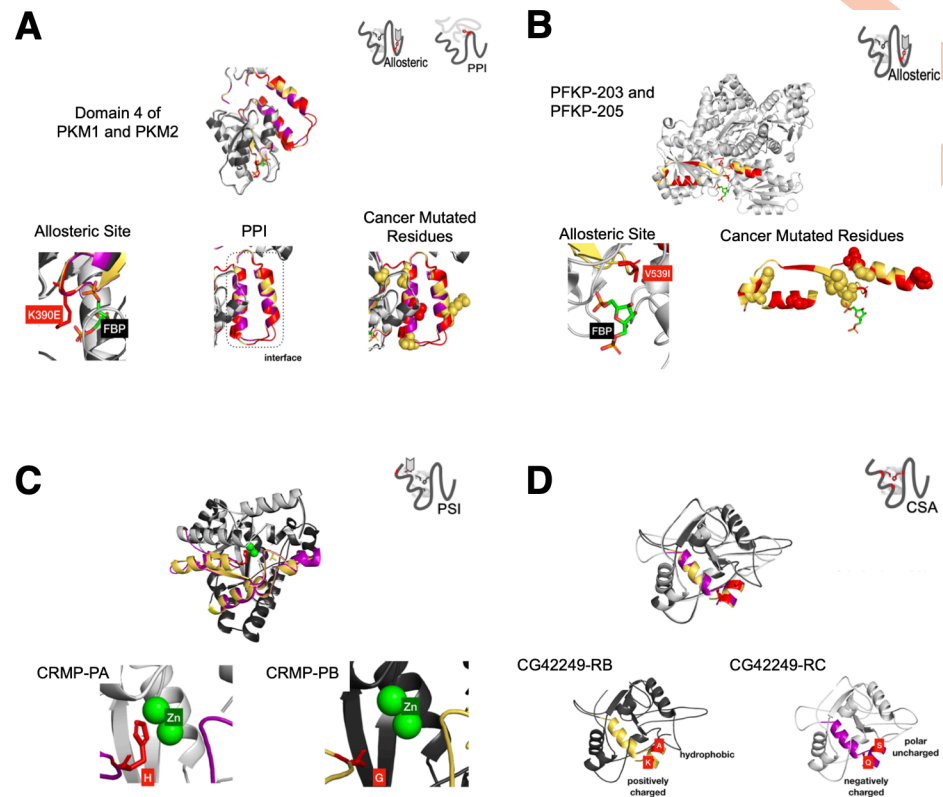 A
Allosteric
PPI
Domain 4 of
PKM1 and PKM2
Allosteric Site
PPI
Cancer Mutated
Residues
K390E
FBP
interface
B
Allosteric
PFKP-203 and
PFKP-205
Allosteric Site
Cancer Mutated Residues
V539I
FBP
C
PSI
CRMP-PA
CRMP-PB
Zn
H
Zn
G
D
CSA
CG42249-RB
CG42249-RC
A
K
hydrophobic
positively
charged
S
Q
polar
uncharged
negatively
charged